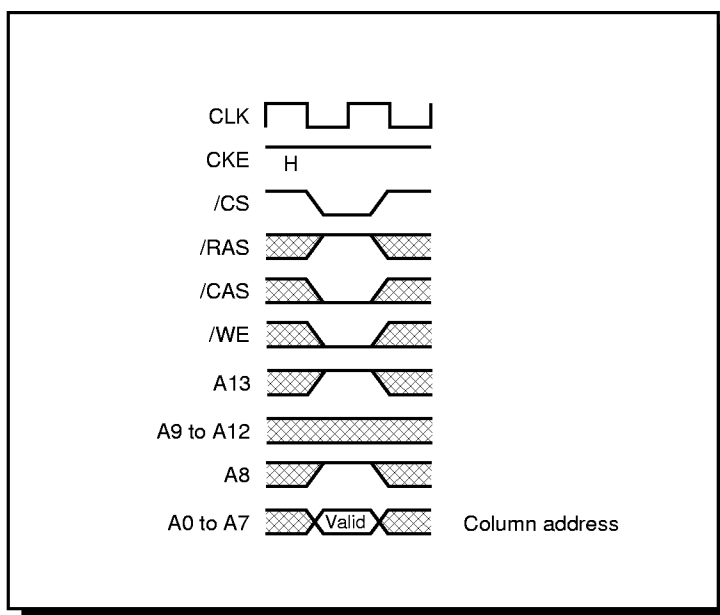 CLK
CKE
H
/CS
/RAS
/CAS
/WE
A13
A9 to A12
A8
A0 to A7 Valid Column address